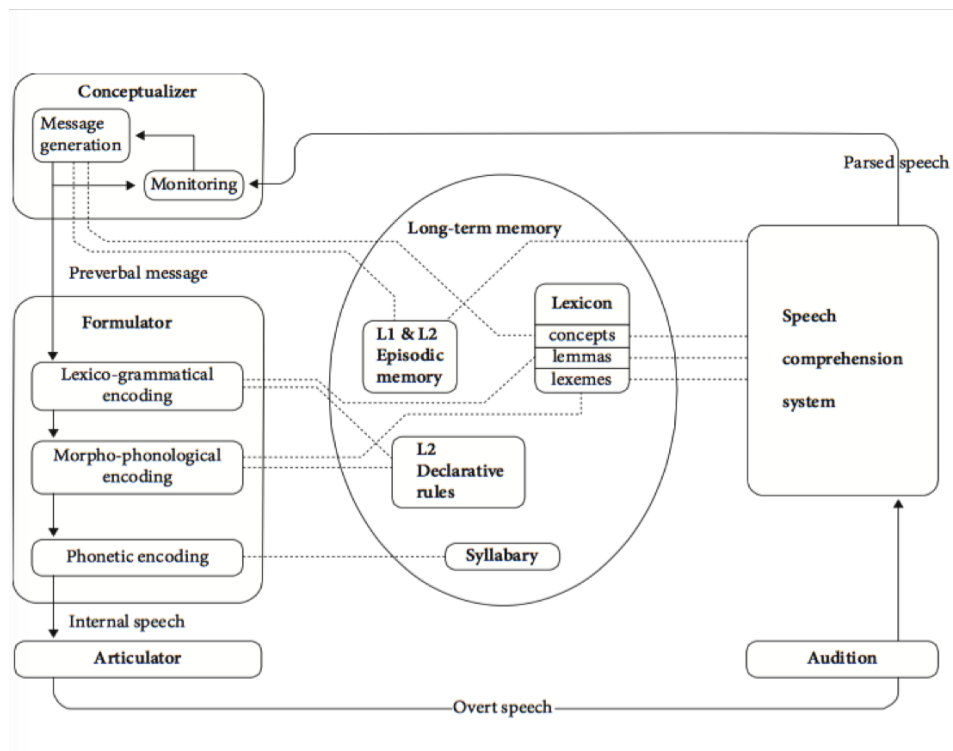 Conceptualizer
Message
generation
Monitoring
Parsed speech
Long-term memory
Preverbal message
Formulator
Lexico-grammatical
encoding
Morpho-phonological
encoding
Phonetic encoding
Internal speech
Articulator
L1 & L2
Episodic
memory
Lexicon
concepts
lemmas
lexemes
L2
Declarative
rules
Syllabary
Speech
comprehension
system
Audition
Overt speech